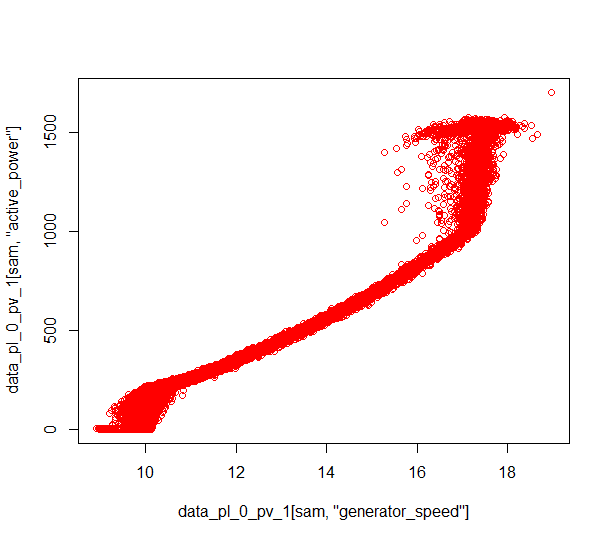 data_pl_0_pv_1[sam, "active_power"]
1500
1000
500
0
10 12 14 16 18
data_pl_0_pv_1[sam, "generator_speed"]